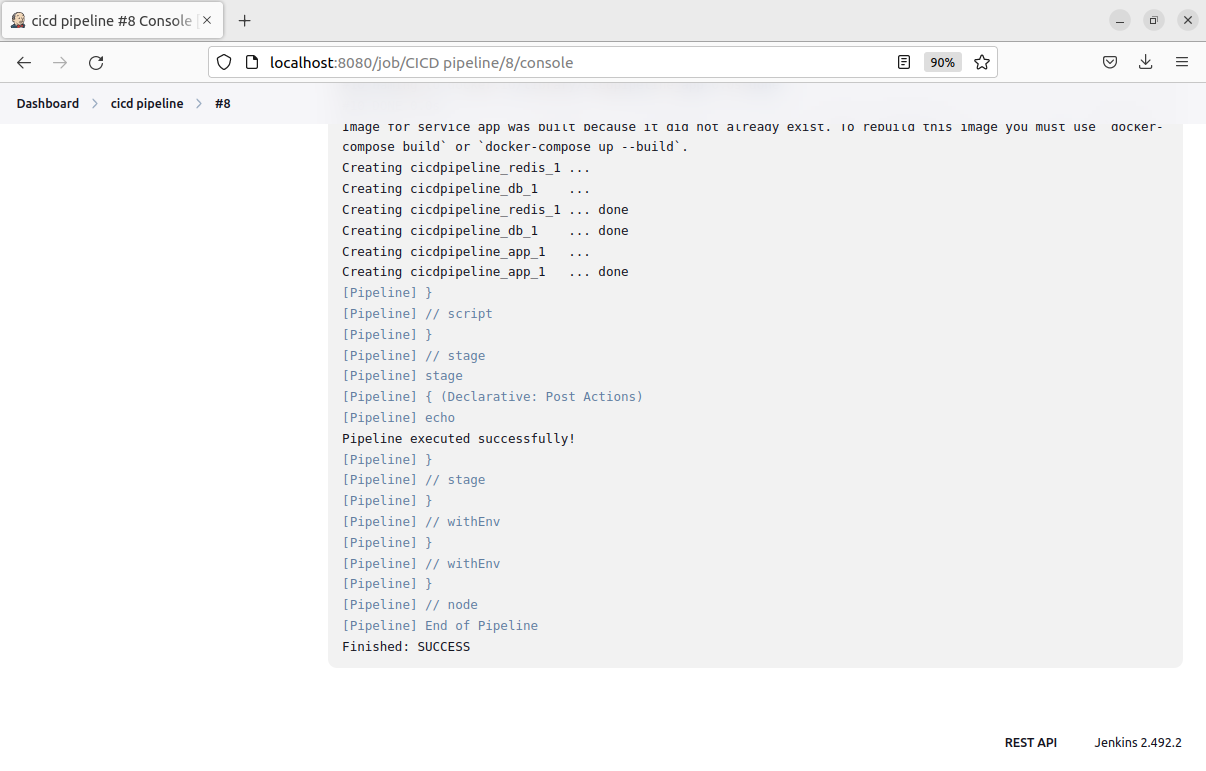 cicd pipeline #8 Console
localhost:8080/job/CICD pipeline/8/console
90%
Dashboard
cicd pipeline
#8
Image for service app was built because it did not already exist. To rebuild this image you must use `docker-
compose build` or `docker-compose up --build`.
Creating cicdpipeline_redis_1 ...
Creating cicdpipeline_db_1    ...
Creating cicdpipeline_redis_1 ... done
Creating cicdpipeline_db_1    ... done
Creating cicdpipeline_app_1   ...
Creating cicdpipeline_app_1   ... done
[Pipeline] }
[Pipeline] // script
[Pipeline] }
[Pipeline] // stage
[Pipeline] stage
[Pipeline] { (Declarative: Post Actions)
[Pipeline] echo
Pipeline executed successfully!
[Pipeline] }
[Pipeline] // stage
[Pipeline] }
[Pipeline] // withEnv
[Pipeline] }
[Pipeline] // withEnv
[Pipeline] }
[Pipeline] // node
[Pipeline] End of Pipeline
Finished: SUCCESS
REST API
Jenkins 2.492.2